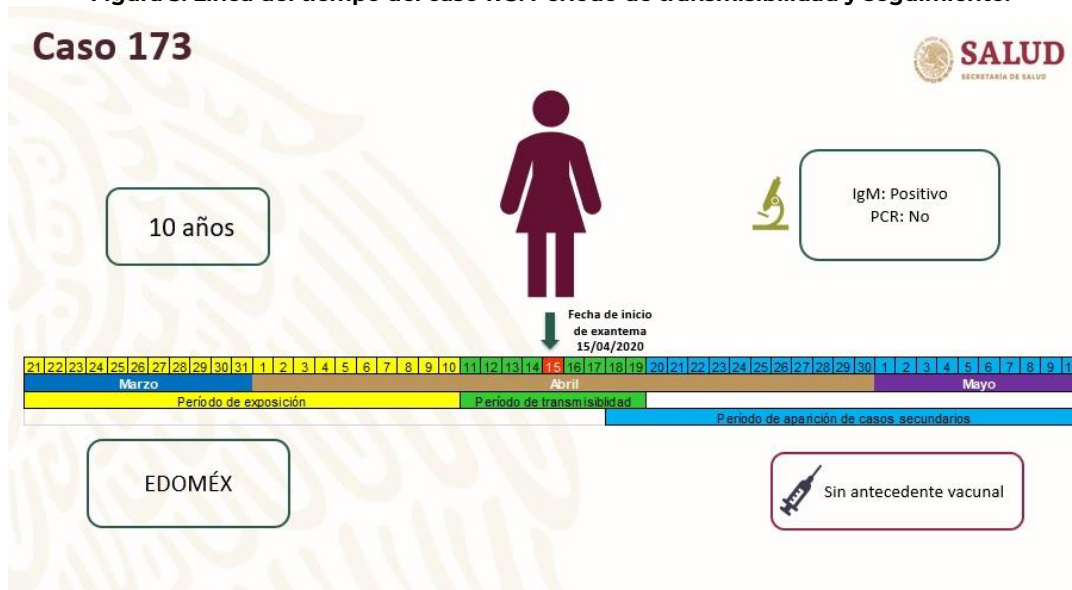 Caso 173
SALUD
SECRETARÍA DE SALUD
10 años
IgM: Positivo
PCR: No
Fecha de inicio
de exantema
15/04/2020
21 22 23 24 25 26 27 28 29 30 31 1 2 3 4 5 6 7 8 9 10 11 12 13 14 15 16 17 18 19 20 21 22 23 24 25 26 27 28 29 30 1 2 3 4 5 6 7 8 9
Marzo Abril Mayo
Período de exposición Período de transmisiblidad
Período de aparición de casos secundarios
EDOMÉX
Sin antecedente vacunal